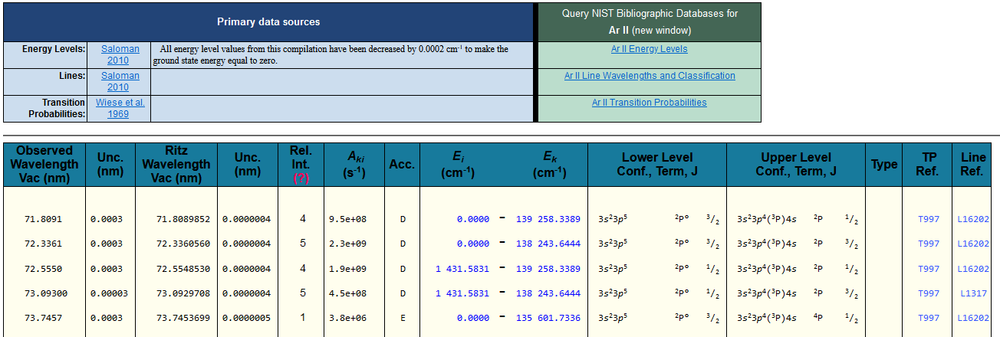 Primary data sources
Query NIST Bibliographic Databases for
Ar II (new window)
Energy Levels: Saloman 2010 All energy level values from this compilation have been decreased by 0.0002 cm⁻¹ to make the
ground state energy equal to zero.
Ar II Energy Levels
Lines: Saloman 2010
Ar II Line Wavelengths and Classification
Transition Probabilities: Wiese et al. 1969
Ar II Transition Probabilities
Observed Wavelength Vac (nm) Unc. (nm) Ritz Wavelength Vac (nm) Unc. (nm) Rel. Int. (?) Aki (s⁻¹) Acc. Ei (cm⁻¹) Ek (cm⁻¹) Lower Level Conf., Term, J Upper Level Conf., Term, J Type TP Ref. Line Ref.
71.8091 0.0003 71.8089852 0.0000004 4 9.5e+08 D 0.0000 - 139 258.3389 3s²3p⁵ ²P° ³/₂ 3s²3p⁴(³P)4s ²P ¹/₂ T997 L16202
72.3361 0.0003 72.3360560 0.0000004 5 2.3e+09 D 0.0000 - 138 243.6444 3s²3p⁵ ²P° ³/₂ 3s²3p⁴(³P)4s ²P ³/₂ T997 L16202
72.5550 0.0003 72.5548530 0.0000004 4 1.9e+09 D 1 431.5831 - 139 258.3389 3s²3p⁵ ²P° ¹/₂ 3s²3p⁴(³P)4s ²P ¹/₂ T997 L16202
73.09300 0.00003 73.0929708 0.0000004 5 4.5e+08 D 1 431.5831 - 138 243.6444 3s²3p⁵ ²P° ¹/₂ 3s²3p⁴(³P)4s ²P ³/₂ T997 L1317
73.7457 0.0003 73.7453699 0.0000005 1 3.8e+06 E 0.0000 - 135 601.7336 3s²3p⁵ ²P° ³/₂ 3s²3p⁴(³P)4s ⁴P ¹/₂ T997 L16202